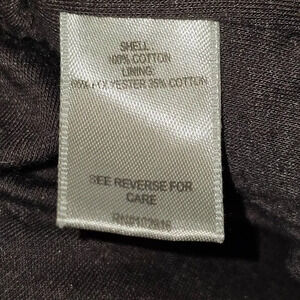 SHELL
100% COTTON
LINING:
65% POLYESTER 35% COTTON
SEE REVERSE FOR
CARE